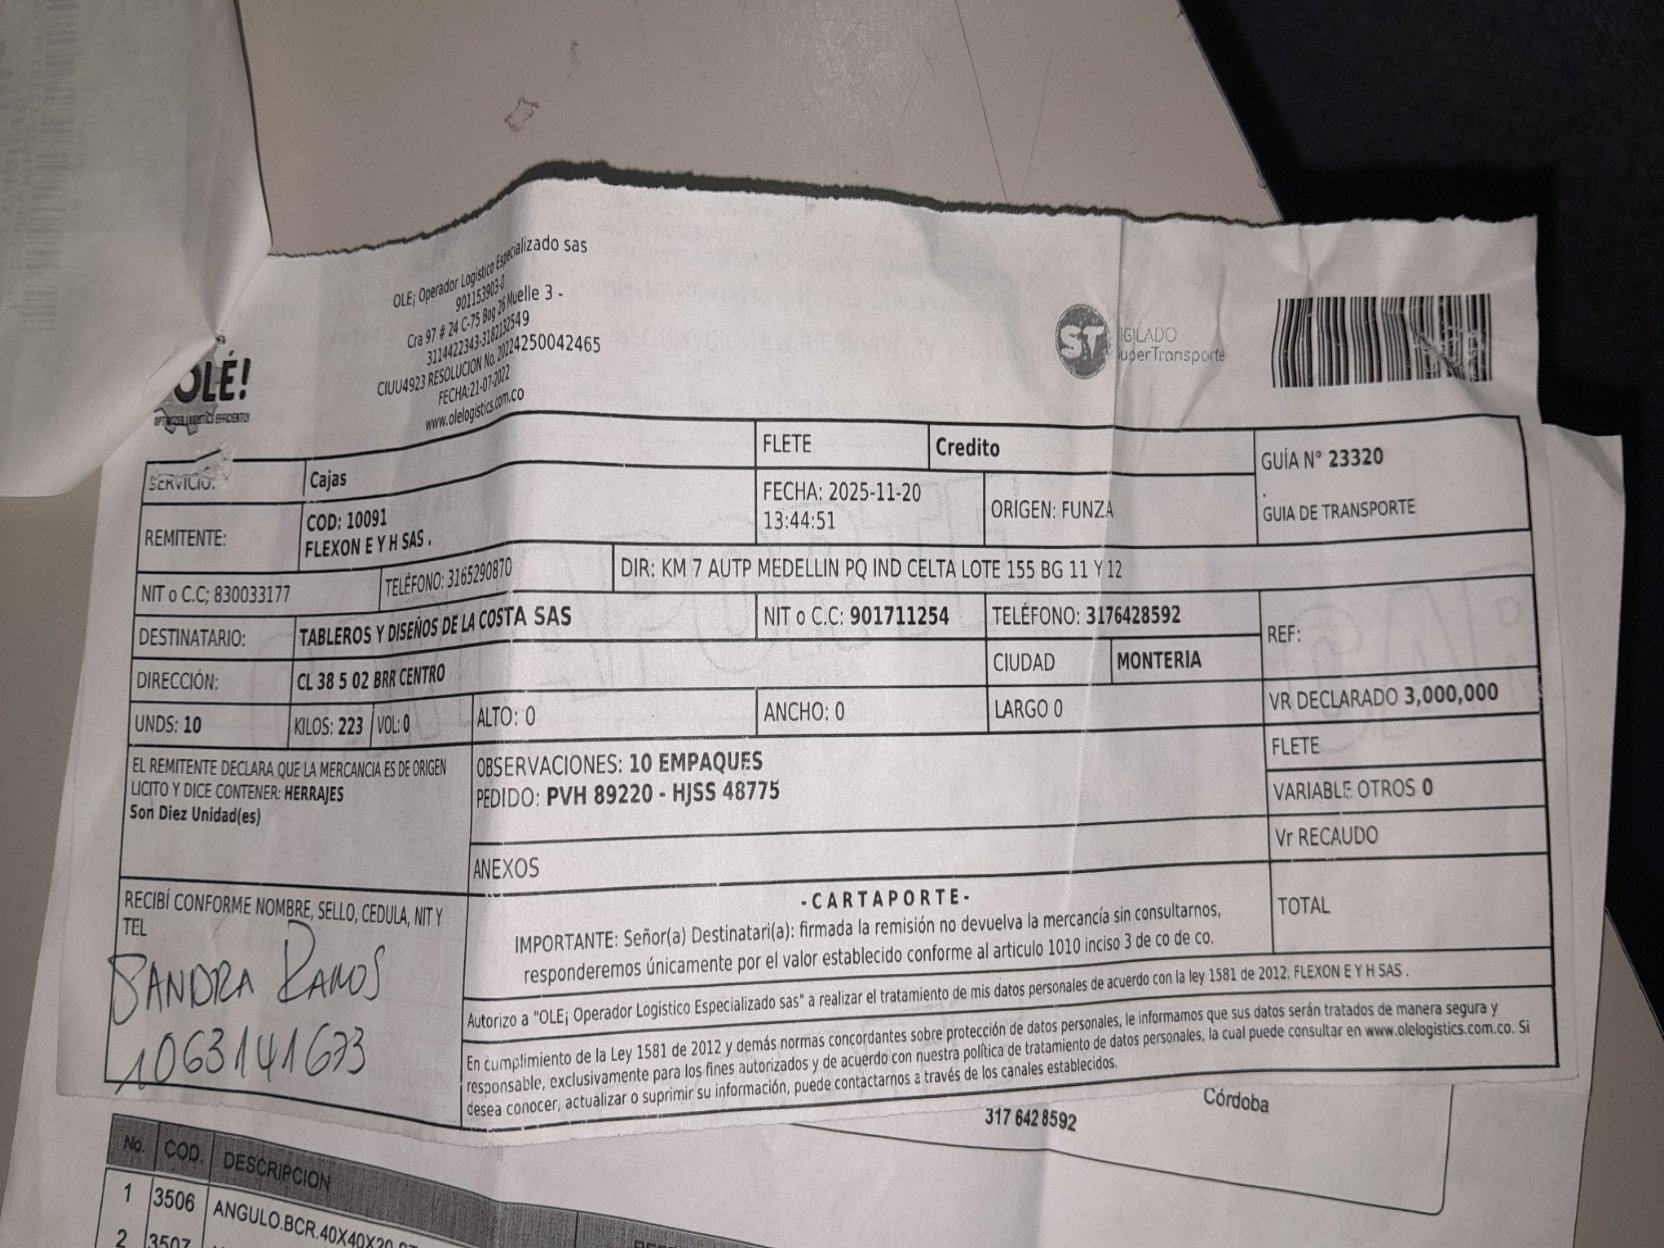 OLE¡ Operador Logistico Especializado sas
901153903-0
Cra 97 # 24 C-75 Bog 26 Muelle 3 -
3114422343-3182132549
CIUU4923 RESOLUCION No. 20224250042465
FECHA:21-07-2022
www.olelogistics.com.co
OLÉ!
ST
VIGILADO
SuperTransporte
SERVICIO: Cajas
FLETE Credito
GUÍA N° 23320
.
GUIA DE TRANSPORTE
REMITENTE: COD: 10091
FLEXON E Y H SAS .
FECHA: 2025-11-20
13:44:51
ORIGEN: FUNZA
NIT o C.C; 830033177 TELÉFONO: 3165290870 DIR: KM 7 AUTP MEDELLIN PQ IND CELTA LOTE 155 BG 11 Y 12
DESTINATARIO: TABLEROS Y DISEÑOS DE LA COSTA SAS NIT o C.C: 901711254 TELÉFONO: 3176428592
REF:
DIRECCIÓN: CL 38 5 02 BRR CENTRO CIUDAD MONTERIA
UNDS: 10 KILOS: 223 VOL: 0 ALTO: 0 ANCHO: 0 LARGO 0 VR DECLARADO 3,000,000
EL REMITENTE DECLARA QUE LA MERCANCIA ES DE ORIGEN
LICITO Y DICE CONTENER: HERRAJES
Son Diez Unidad(es)
OBSERVACIONES: 10 EMPAQUES
PEDIDO: PVH 89220 - HJSS 48775
FLETE
VARIABLE OTROS 0
Vr RECAUDO
ANEXOS
TOTAL
RECIBÍ CONFORME NOMBRE, SELLO, CEDULA, NIT Y
TEL
SANDRA RAMOS
1063141673
-CARTAPORTE-
IMPORTANTE: Señor(a) Destinatari(a): firmada la remisión no devuelva la mercancía sin consultarnos,
responderemos únicamente por el valor establecido conforme al articulo 1010 inciso 3 de co de co.
Autorizo a "OLE¡ Operador Logistico Especializado sas" a realizar el tratamiento de mis datos personales de acuerdo con la ley 1581 de 2012. FLEXON E Y H SAS .
En cumplimiento de la Ley 1581 de 2012 y demás normas concordantes sobre protección de datos personales, le informamos que sus datos serán tratados de manera segura y
responsable, exclusivamente para los fines autorizados y de acuerdo con nuestra política de tratamiento de datos personales, la cual puede consultar en www.olelogistics.com.co. Si
desea conocer, actualizar o suprimir su información, puede contactarnos a través de los canales establecidos.
317 642 8592
Córdoba
No. COD. DESCRIPCION
1 3506 ANGULO.BCR.40X40X20
2 3507